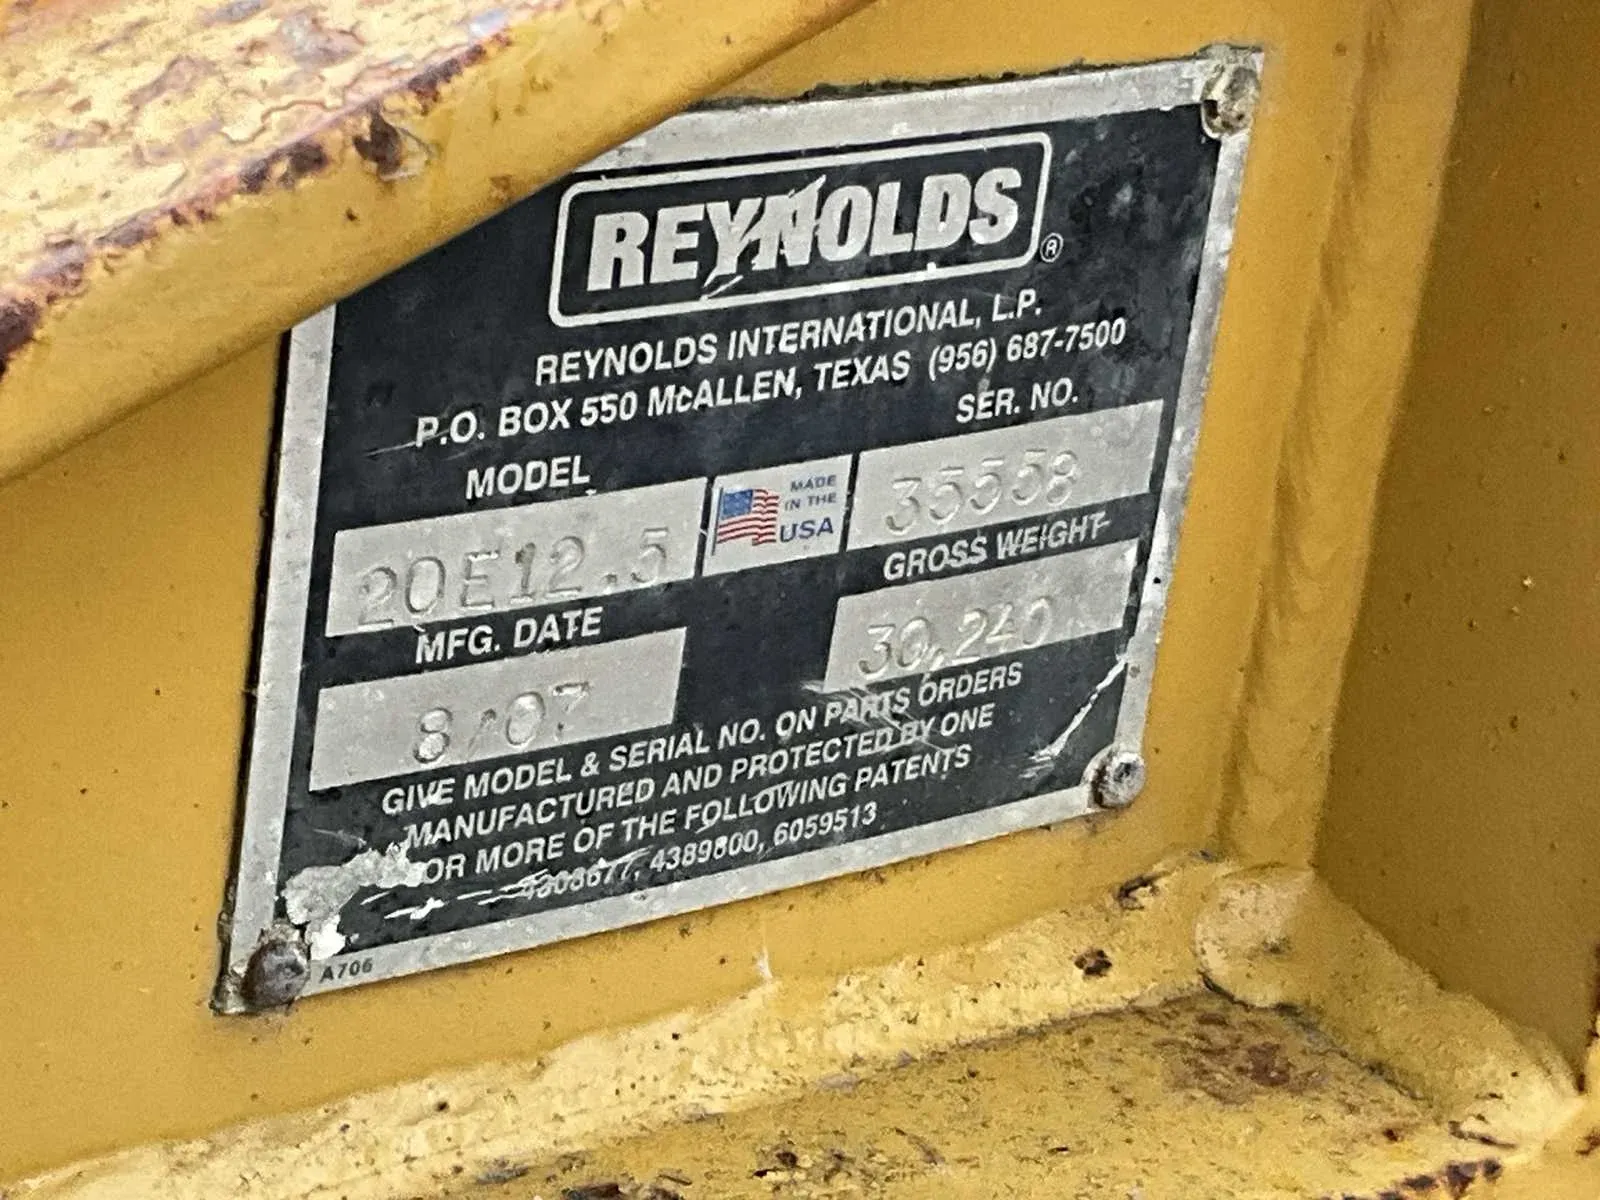 REYNOLDS
®
REYNOLDS INTERNATIONAL, L.P.
P.O. BOX 550 McALLEN, TEXAS (956) 687-7500
MODEL
20E12.5
MADE
IN THE
USA
SER. NO.
35558
MFG. DATE
8/07
GROSS WEIGHT
30,240
GIVE MODEL & SERIAL NO. ON PARTS ORDERS
MANUFACTURED AND PROTECTED BY ONE
OR MORE OF THE FOLLOWING PATENTS
4308677, 4389800, 6059513
A706